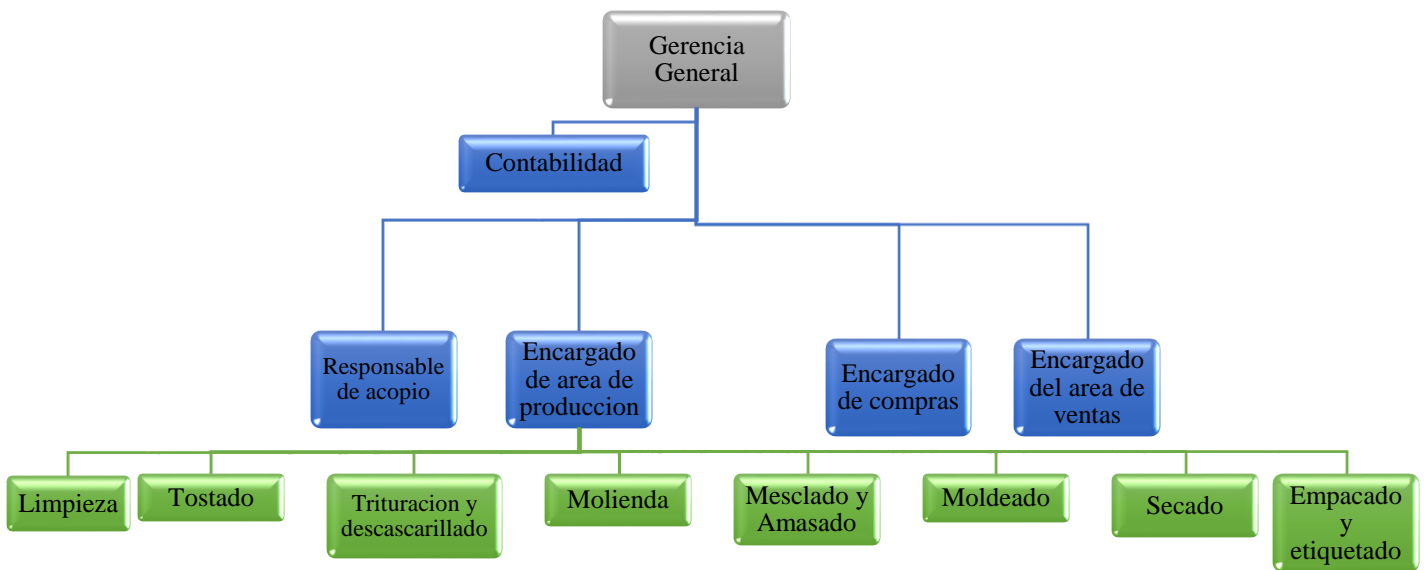 Gerencia
General
Contabilidad
Responsable
de acopio
Encargado
de area de
produccion
Encargado
de compras
Encargado
del area de
ventas
Limpieza
Tostado
Trituracion y
descascarillado
Molienda
Mesclado y
Amasado
Moldeado
Secado
Empacado
y
etiquetado